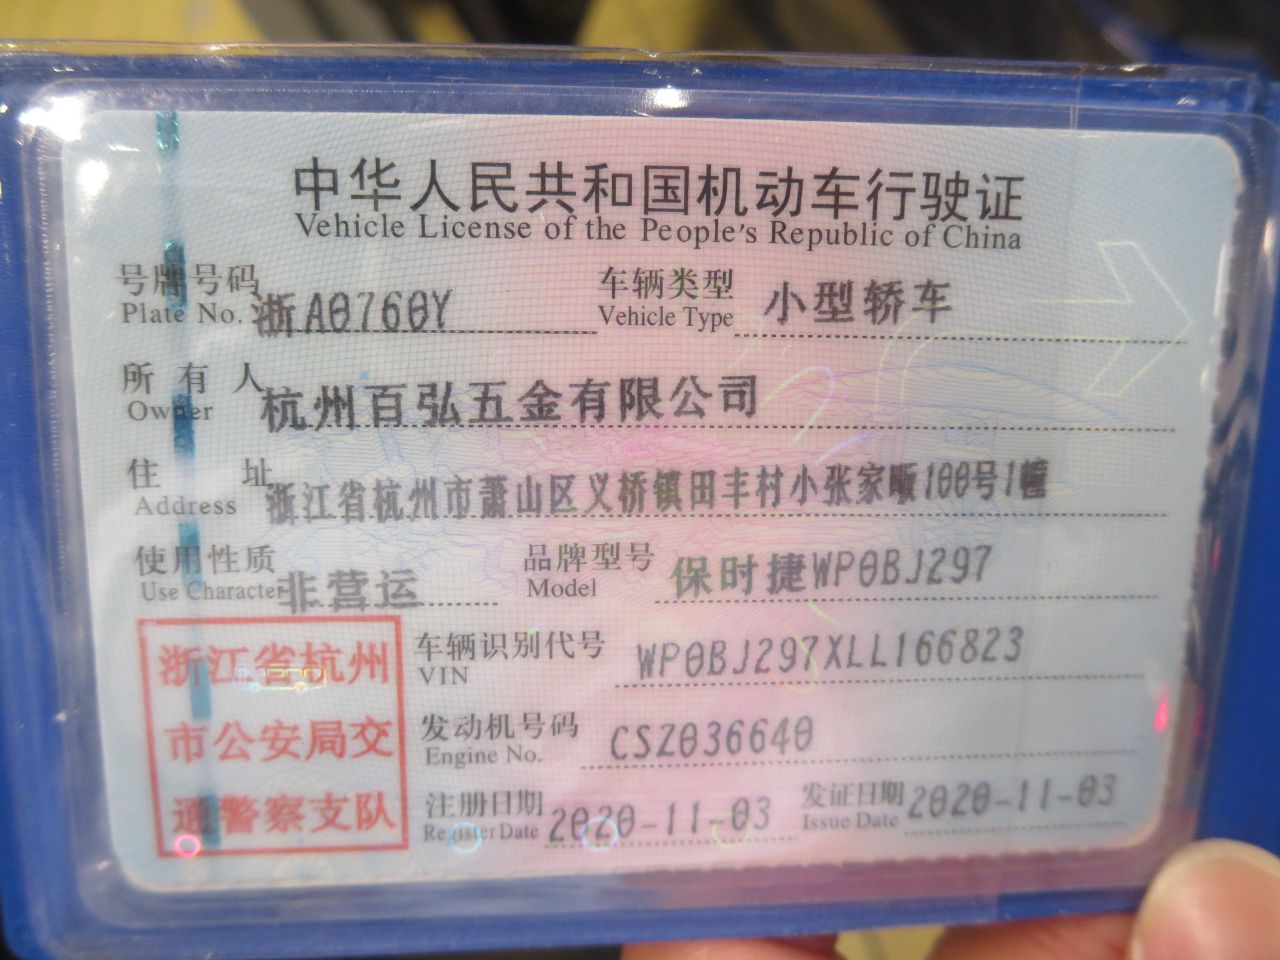 中华人民共和国机动车行驶证
Vehicle License of the People's Republic of China
号牌号码 浙A0760Y 车辆类型 小型轿车
Plate No. Vehicle Type
所有人 杭州百弘五金有限公司
Owner
住址 浙江省杭州市萧山区义桥镇田丰村小张家畈100号1幢
Address
使用性质 非营运 品牌型号 保时捷WP0BJ297
Use Character Model
浙江省杭州
市公安局交
通警察支队
车辆识别代号 WP0BJ297XLL166823
VIN
发动机号码 CSZ036640
Engine No.
注册日期 2020-11-03 发证日期 2020-11-03
Register Date Issue Date